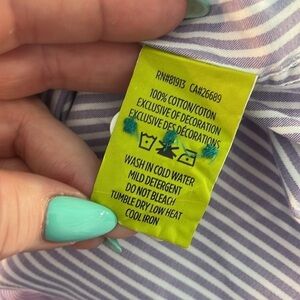 RN#81913 CA#26689
100% COTTON/COTON
EXCLUSIVE OF DECORATION
EXCLUSIVE DES DÉCORATIONS
WASH IN COLD WATER
MILD DETERGENT
DO NOT BLEACH
TUMBLE DRY LOW HEAT
COOL IRON